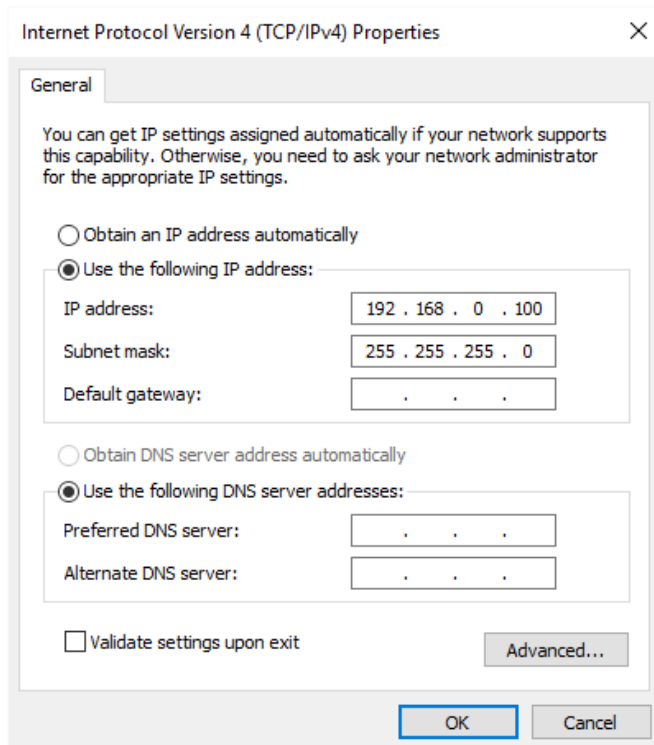 Internet Protocol Version 4 (TCP/IPv4) Properties
General
You can get IP settings assigned automatically if your network supports
this capability. Otherwise, you need to ask your network administrator
for the appropriate IP settings.
Obtain an IP address automatically
Use the following IP address:
IP address: 192 . 168 . 0 . 100
Subnet mask: 255 . 255 . 255 . 0
Default gateway: . . .
Obtain DNS server address automatically
Use the following DNS server addresses:
Preferred DNS server: . . .
Alternate DNS server: . . .
Validate settings upon exit
Advanced...
OK Cancel